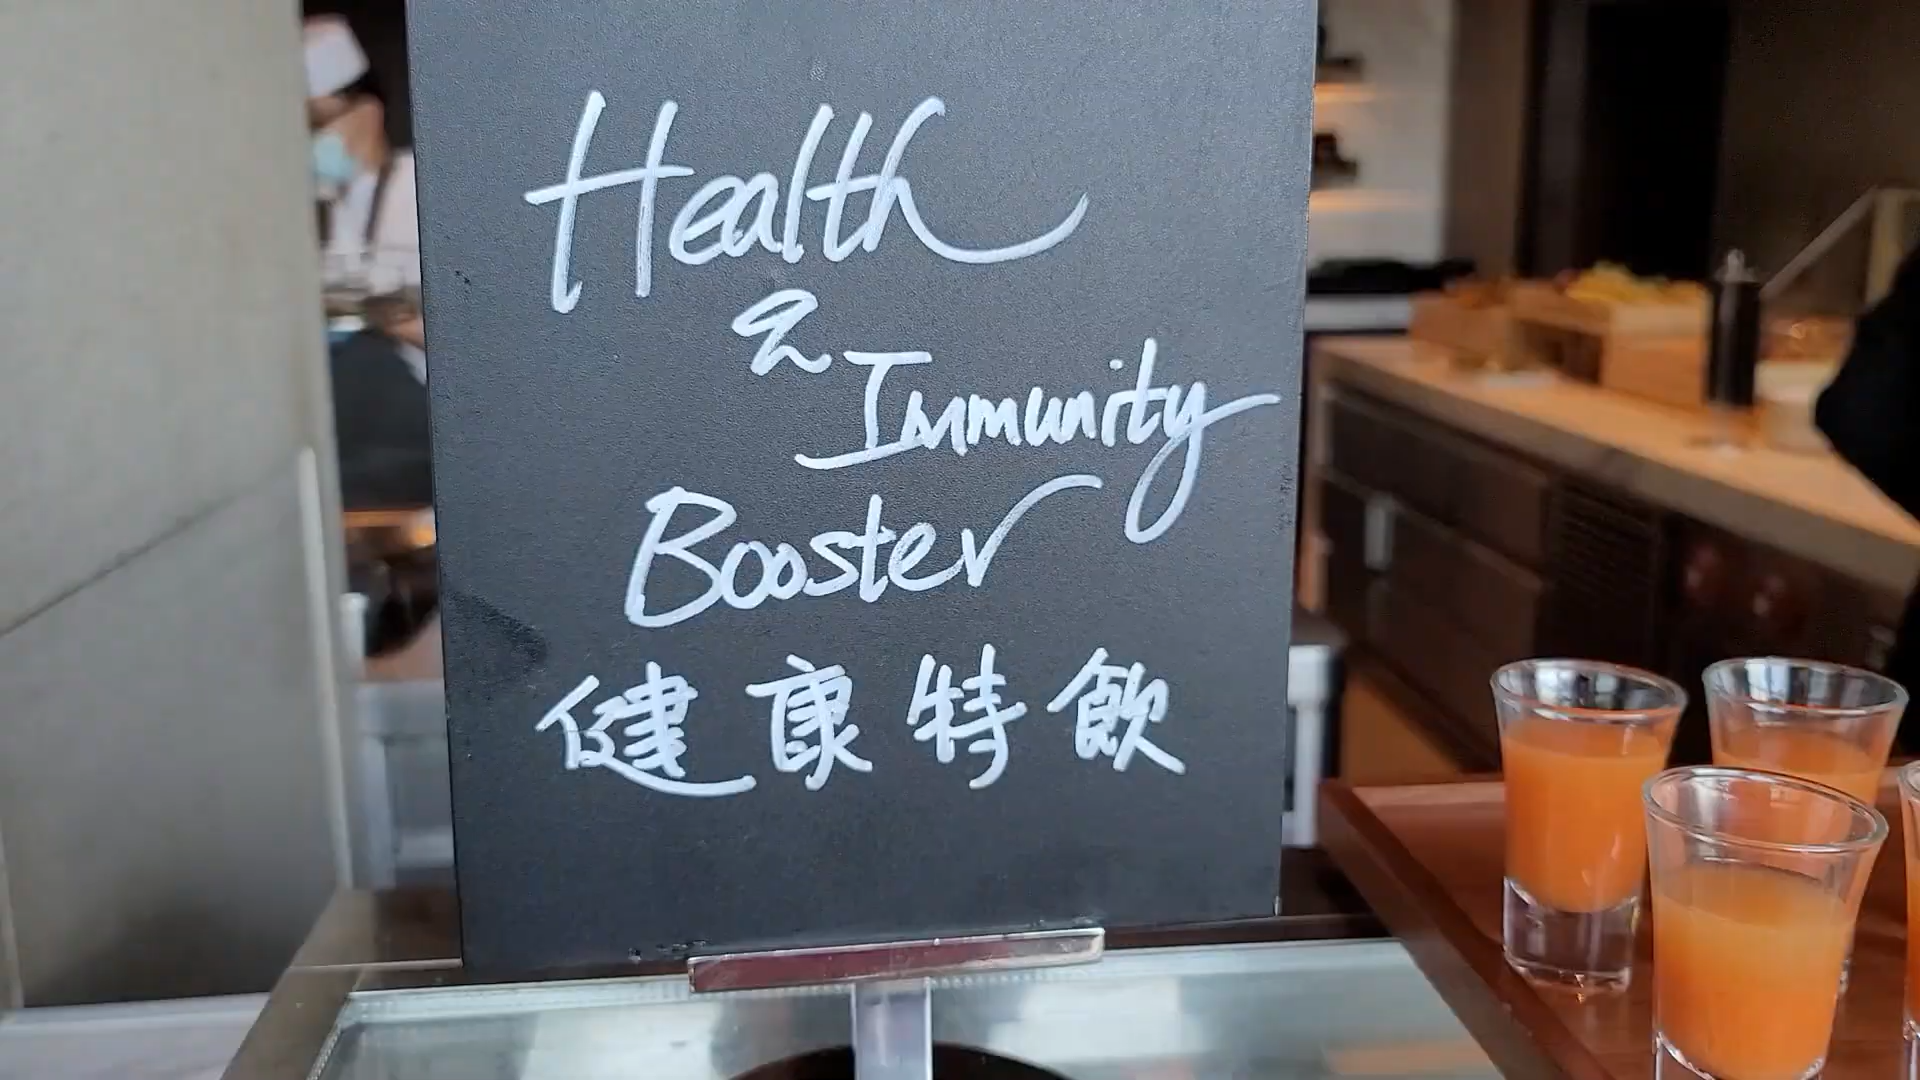 Health
&
Immunity
Booster
健康特飲